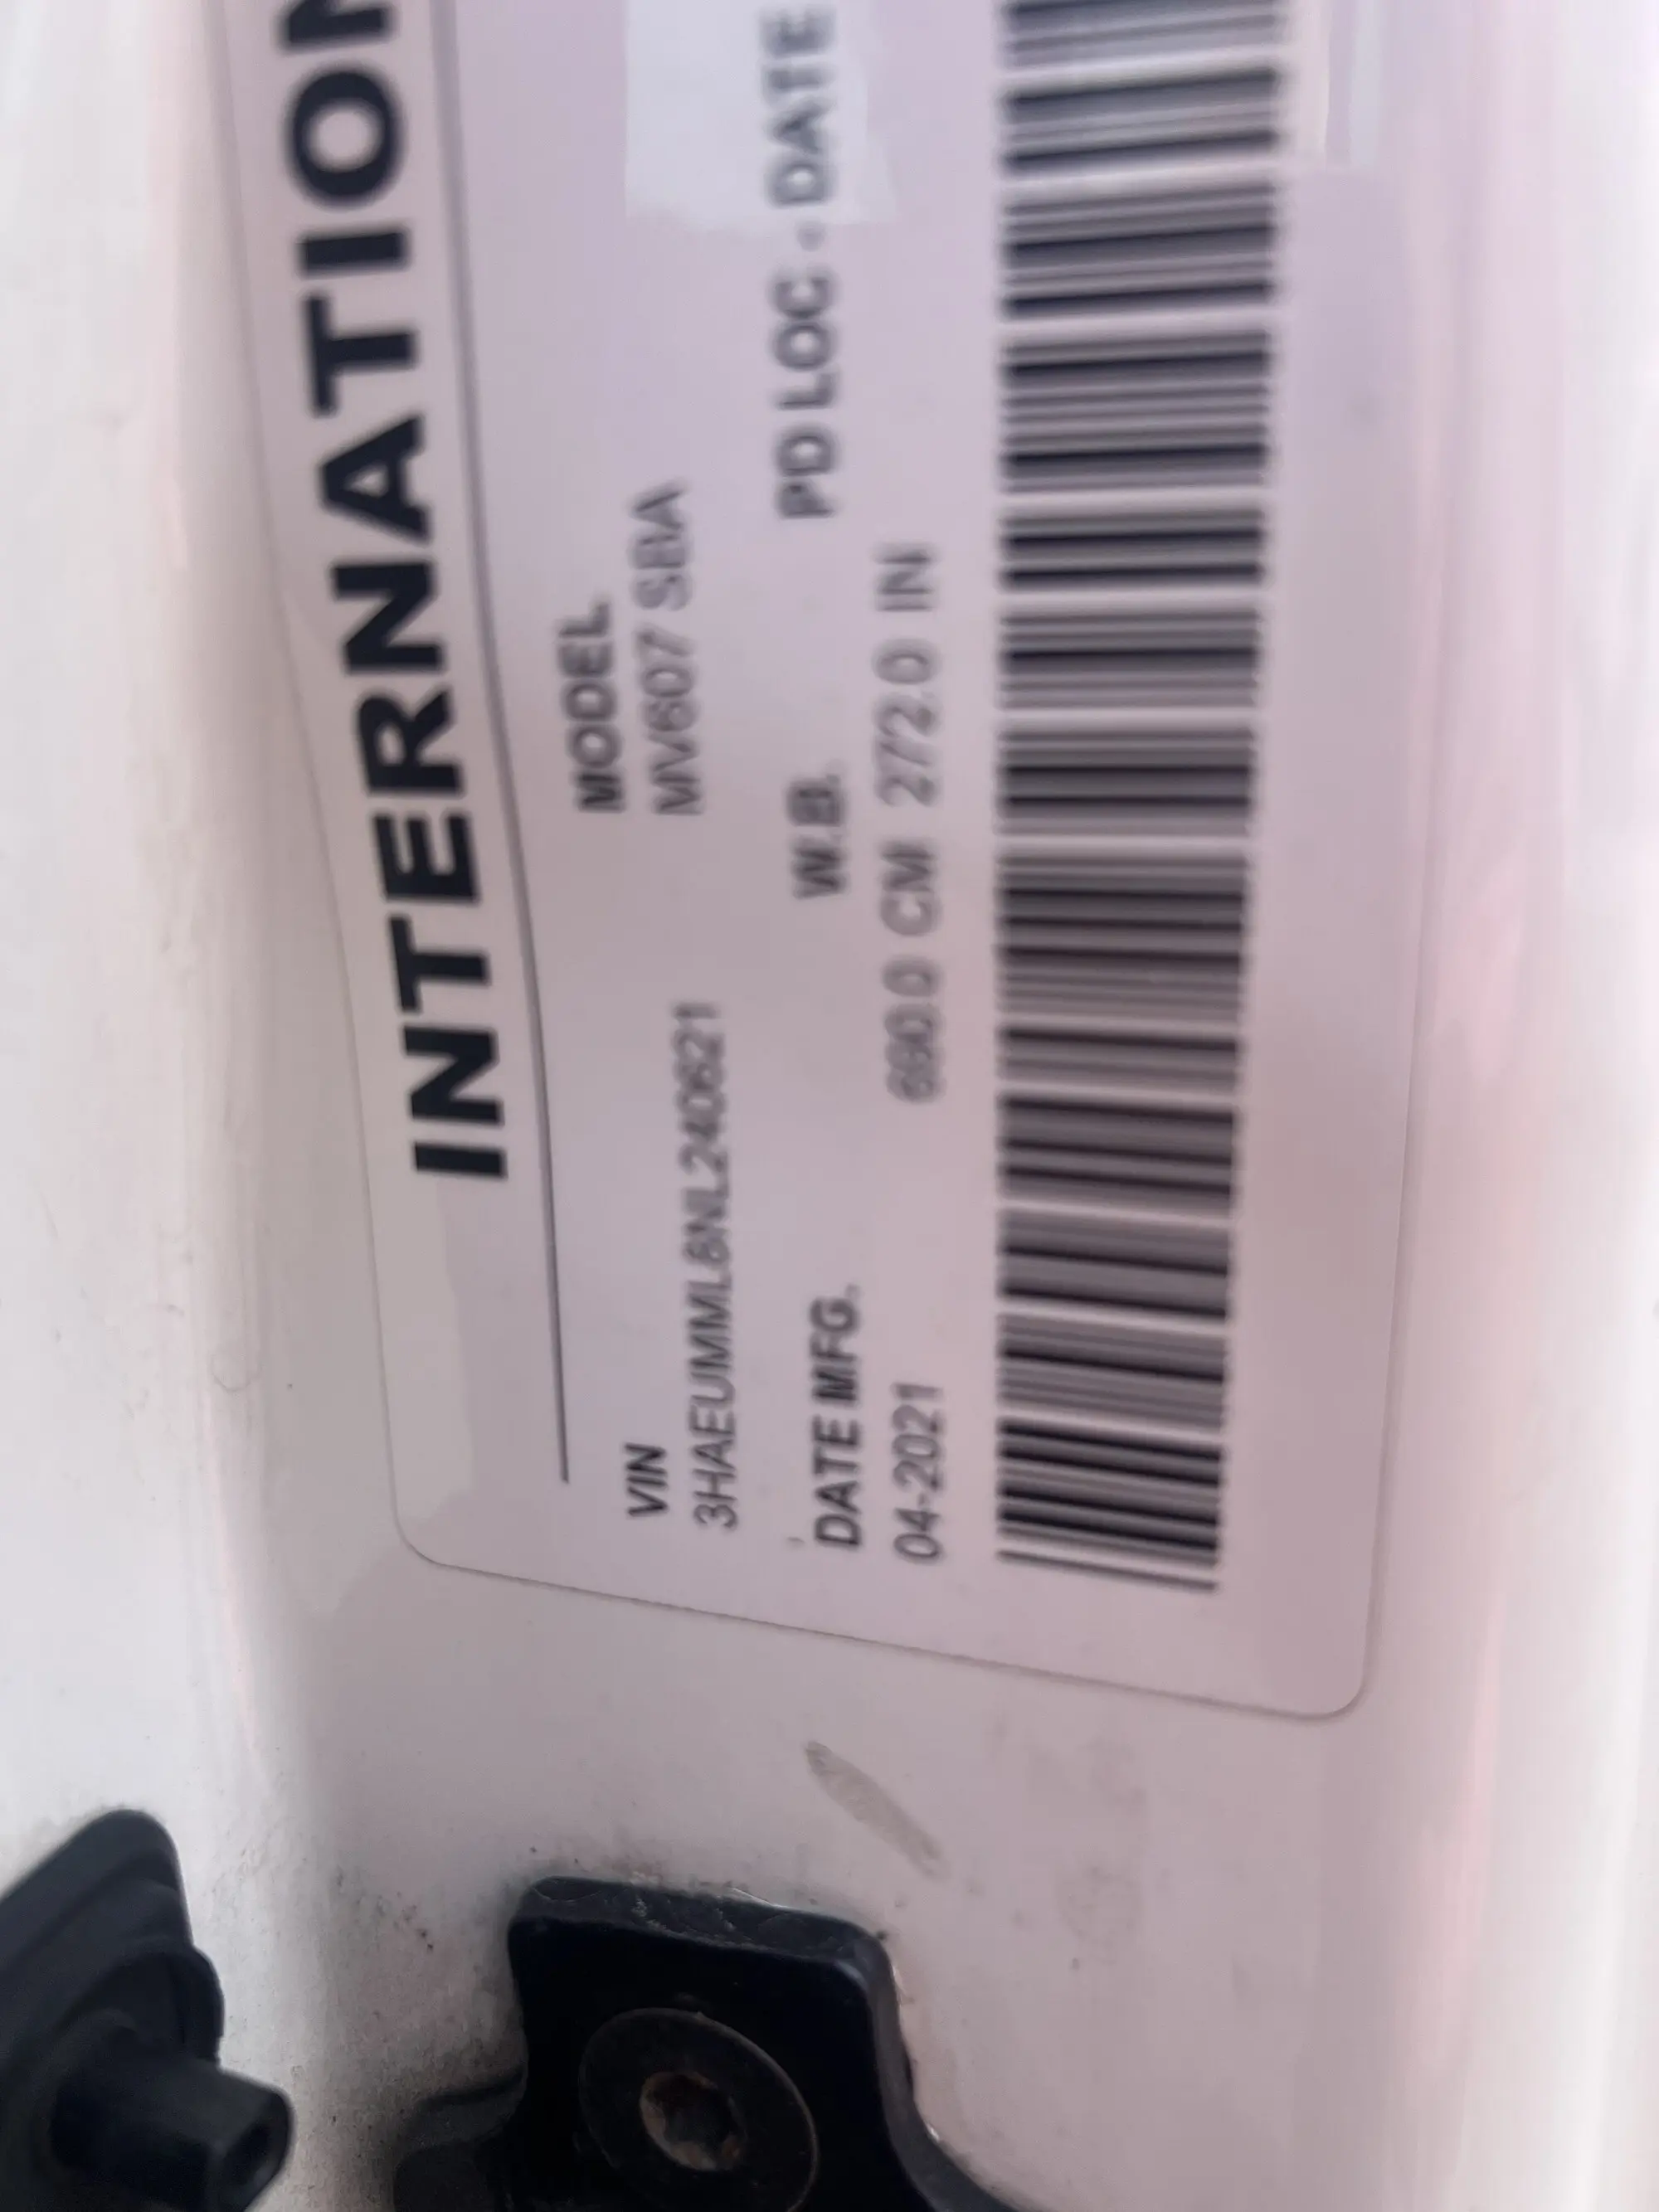 INTERNATION
VIN MODEL
3HAEUMML8NL240621 MV607 SBA
DATE MFG. W.B. PD LOC - DATE
04-2021 690.0 CM 272.0 IN